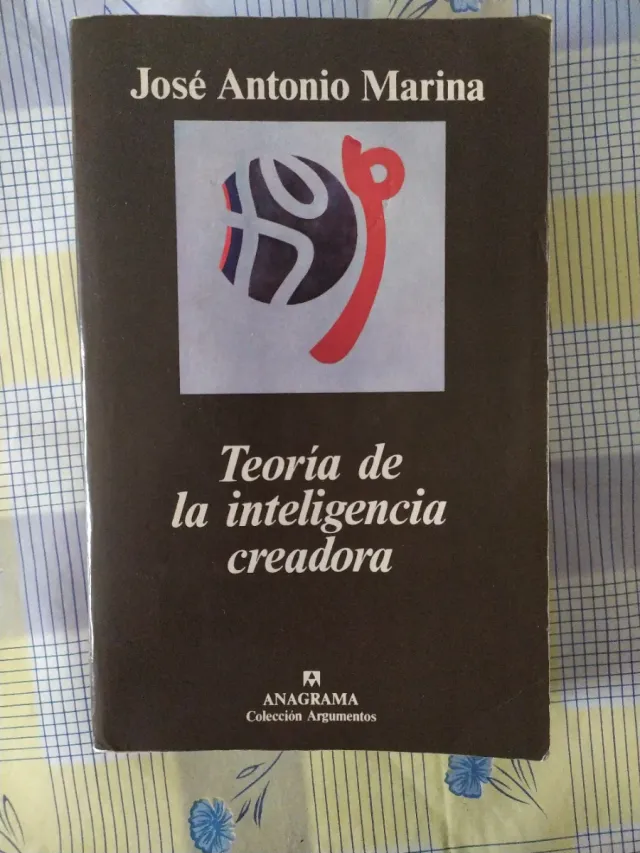 José Antonio Marina
Teoría de
la inteligencia
creadora
ANAGRAMA
Colección Argumentos